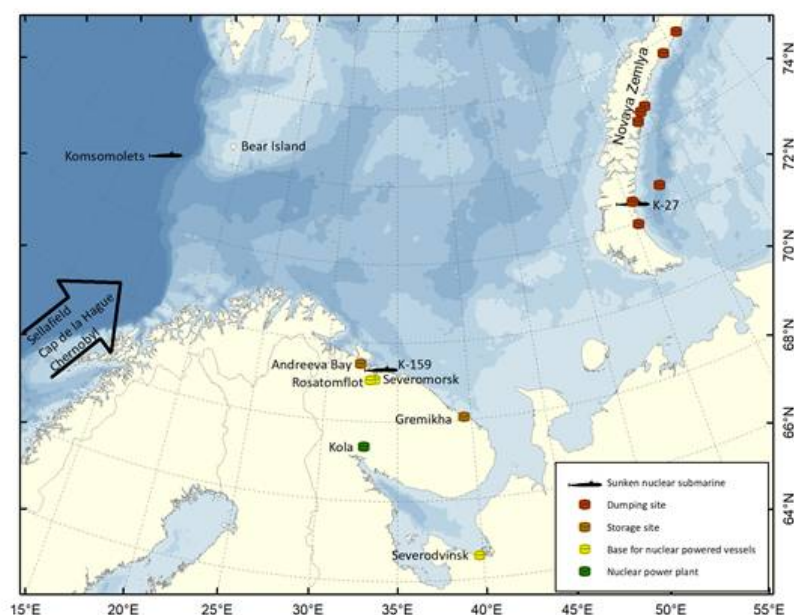 Novaya Zemlya
74°N
72°N
70°N
68°N
66°N
64°N
Komsomolets
Bear Island
K-27
Sellafield
Cap de la Hague
Chernobyl
Andreeva Bay
K-159
Rosatomflot
Severomorsk
Gremikha
Kola
Severodvinsk
Sunken nuclear submarine
Dumping site
Storage site
Base for nuclear powered vessels
Nuclear power plant
15°E
20°E
25°E
30°E
35°E
40°E
45°E
50°E
55°E